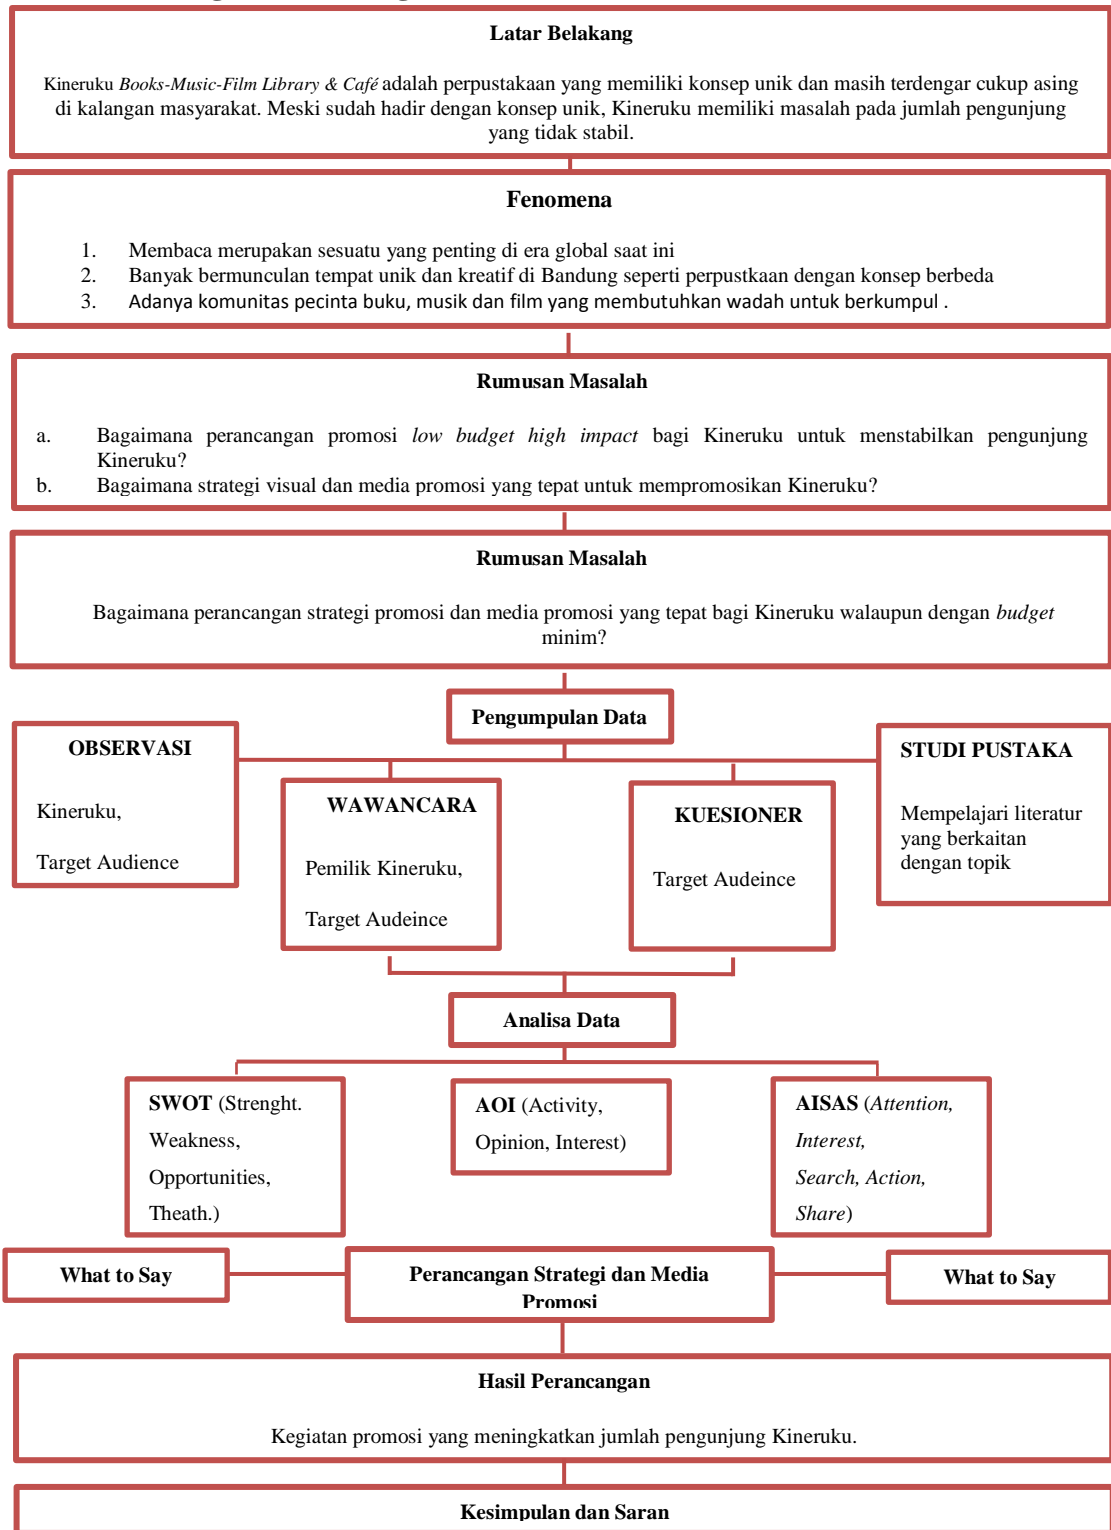 Latar Belakang
Kineruku Books-Music-Film Library & Café adalah perpustakaan yang memiliki konsep unik dan masih terdengar cukup asing
di kalangan masyarakat. Meski sudah hadir dengan konsep unik, Kineruku memiliki masalah pada jumlah pengunjung
yang tidak stabil.
Fenomena
1. Membaca merupakan sesuatu yang penting di era global saat ini
2. Banyak bermunculan tempat unik dan kreatif di Bandung seperti perpustkaan dengan konsep berbeda
3. Adanya komunitas pecinta buku, musik dan film yang membutuhkan wadah untuk berkumpul .
Rumusan Masalah
a. Bagaimana perancangan promosi low budget high impact bagi Kineruku untuk menstabilkan pengunjung
Kineruku?
b. Bagaimana strategi visual dan media promosi yang tepat untuk mempromosikan Kineruku?
Rumusan Masalah
Bagaimana perancangan strategi promosi dan media promosi yang tepat bagi Kineruku walaupun dengan budget
minim?
Pengumpulan Data
OBSERVASI
Kineruku,
Target Audience
WAWANCARA
Pemilik Kineruku,
Target Audeince
KUESIONER
Target Audeince
STUDI PUSTAKA
Mempelajari literatur
yang berkaitan
dengan topik
Analisa Data
SWOT (Strenght.
Weakness,
Opportunities,
Theath.)
AOI (Activity,
Opinion, Interest)
AISAS (Attention,
Interest,
Search, Action,
Share)
What to Say
Perancangan Strategi dan Media
Promosi
What to Say
Hasil Perancangan
Kegiatan promosi yang meningkatkan jumlah pengunjung Kineruku.
Kesimpulan dan Saran